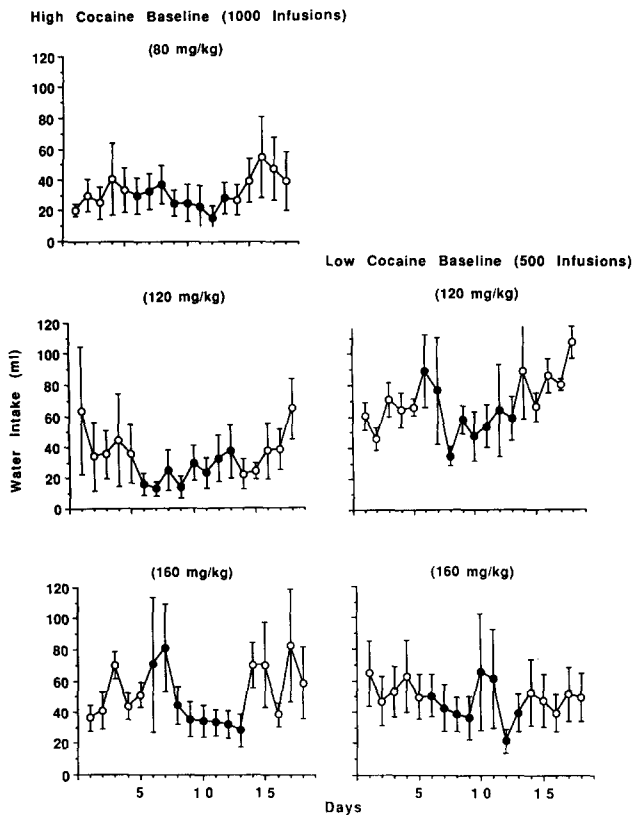 High Cocaine Baseline (1000 Infusions)
(80 mg/kg)
120
100
80
60
40
20
0
Low Cocaine Baseline (500 Infusions)
(120 mg/kg)
(120 mg/kg)
120
100
80
60
40
20
0
Water Intake (ml)
(160 mg/kg)
(160 mg/kg)
120
100
80
60
40
20
0
5 10 15
5 10 15
Days